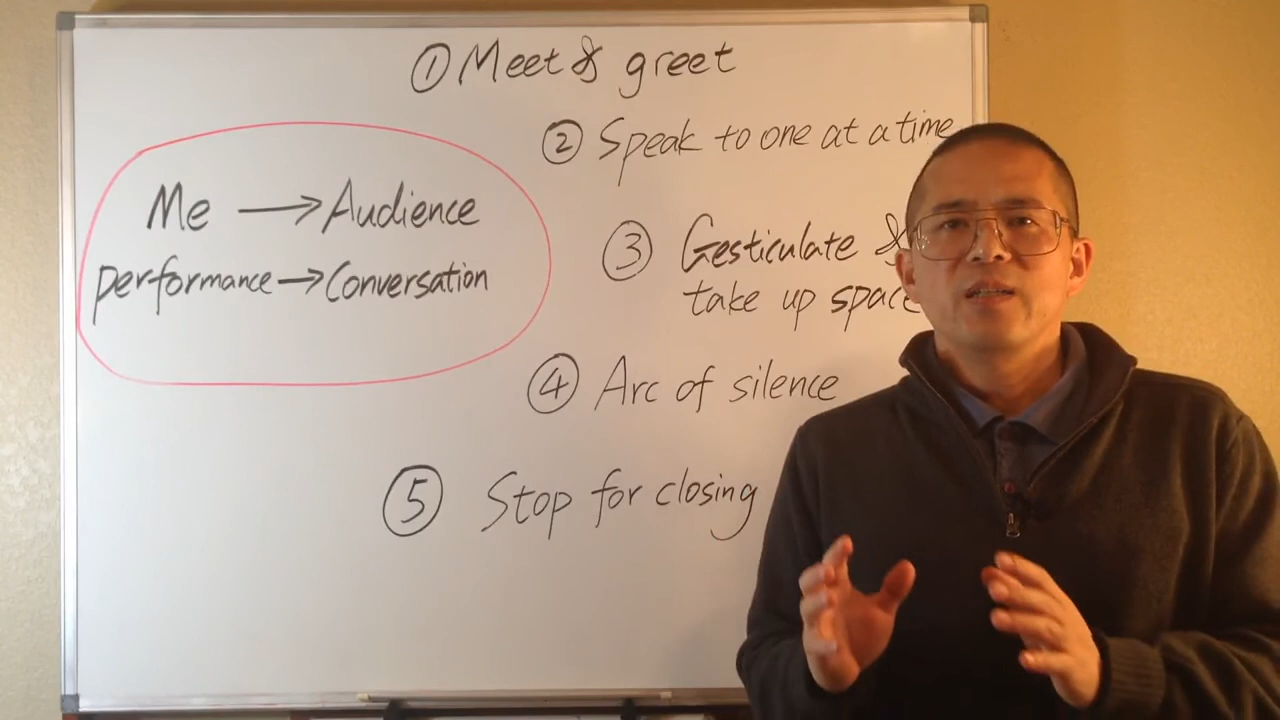 ① Meet & greet
② Speak to one at a time
Me → Audience
performance → Conversation
③ Gesticulate &
take up space
④ Arc of silence
⑤ Stop for closing